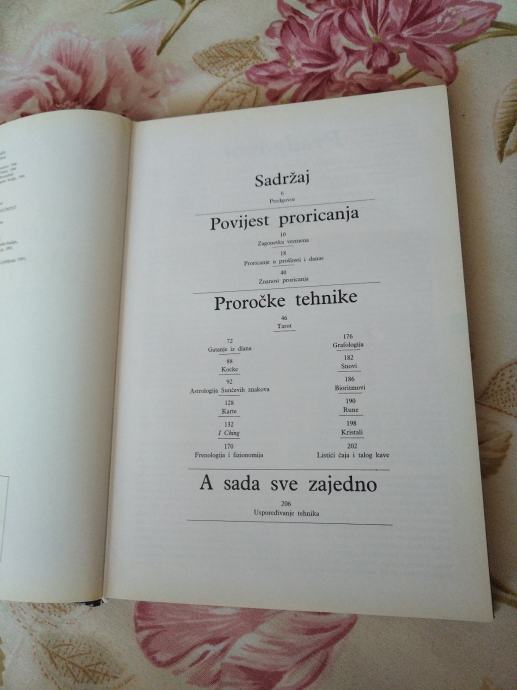 Sadržaj
6
Predgovor
Povijest proricanja
10
Zagonetka vremena
18
Proricanje u prošlosti i danas
40
Znanost proricanja
Proročke tehnike
46
Tarot
72
Gatanje iz dlana
88
Kocke
92
Astrologija Sunčevih znakova
128
Karte
132
I Ching
170
Frenologija i fizionomija
176
Grafologija
182
Snovi
186
Bioritmovi
190
Rune
198
Kristali
202
Listići čaja i talog kave
A sada sve zajedno
206
Uspoređivanje tehnika